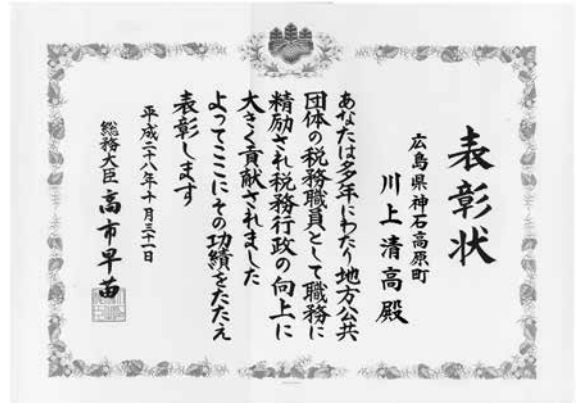 表彰状
広島県神石高原町
川上清高殿
あなたは多年にわたり地方公共
団体の税務職員として職務に
精励され税務行政の向上に
大きく貢献されました
よってここにその功績をたたえ
表彰します
平成二十八年十月三十一日
総務大臣 高市早苗